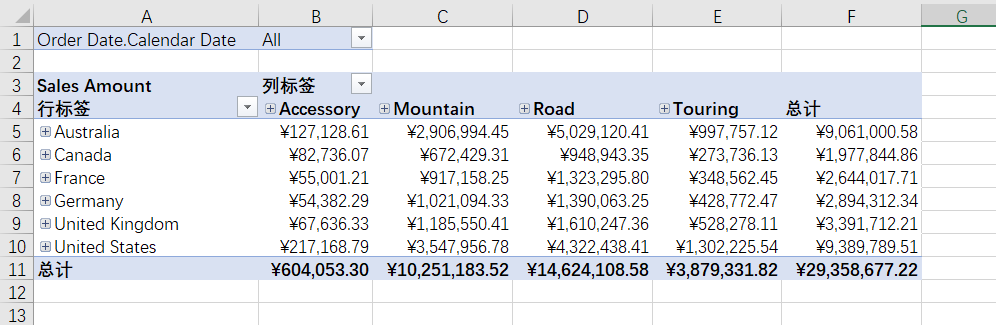 A B C D E F G
1 Order Date.Calendar Date All
2
3 Sales Amount 列标签
4 行标签 Accessory Mountain Road Touring 总计
5 Australia ¥127,128.61 ¥2,906,994.45 ¥5,029,120.41 ¥997,757.12 ¥9,061,000.58
6 Canada ¥82,736.07 ¥672,429.31 ¥948,943.35 ¥273,736.13 ¥1,977,844.86
7 France ¥55,001.21 ¥917,158.25 ¥1,323,295.80 ¥348,562.45 ¥2,644,017.71
8 Germany ¥54,382.29 ¥1,021,094.33 ¥1,390,063.25 ¥428,772.47 ¥2,894,312.34
9 United Kingdom ¥67,636.33 ¥1,185,550.41 ¥1,610,247.36 ¥528,278.11 ¥3,391,712.21
10 United States ¥217,168.79 ¥3,547,956.78 ¥4,322,438.41 ¥1,302,225.54 ¥9,389,789.51
11 总计 ¥604,053.30 ¥10,251,183.52 ¥14,624,108.58 ¥3,879,331.82 ¥29,358,677.22
12
13